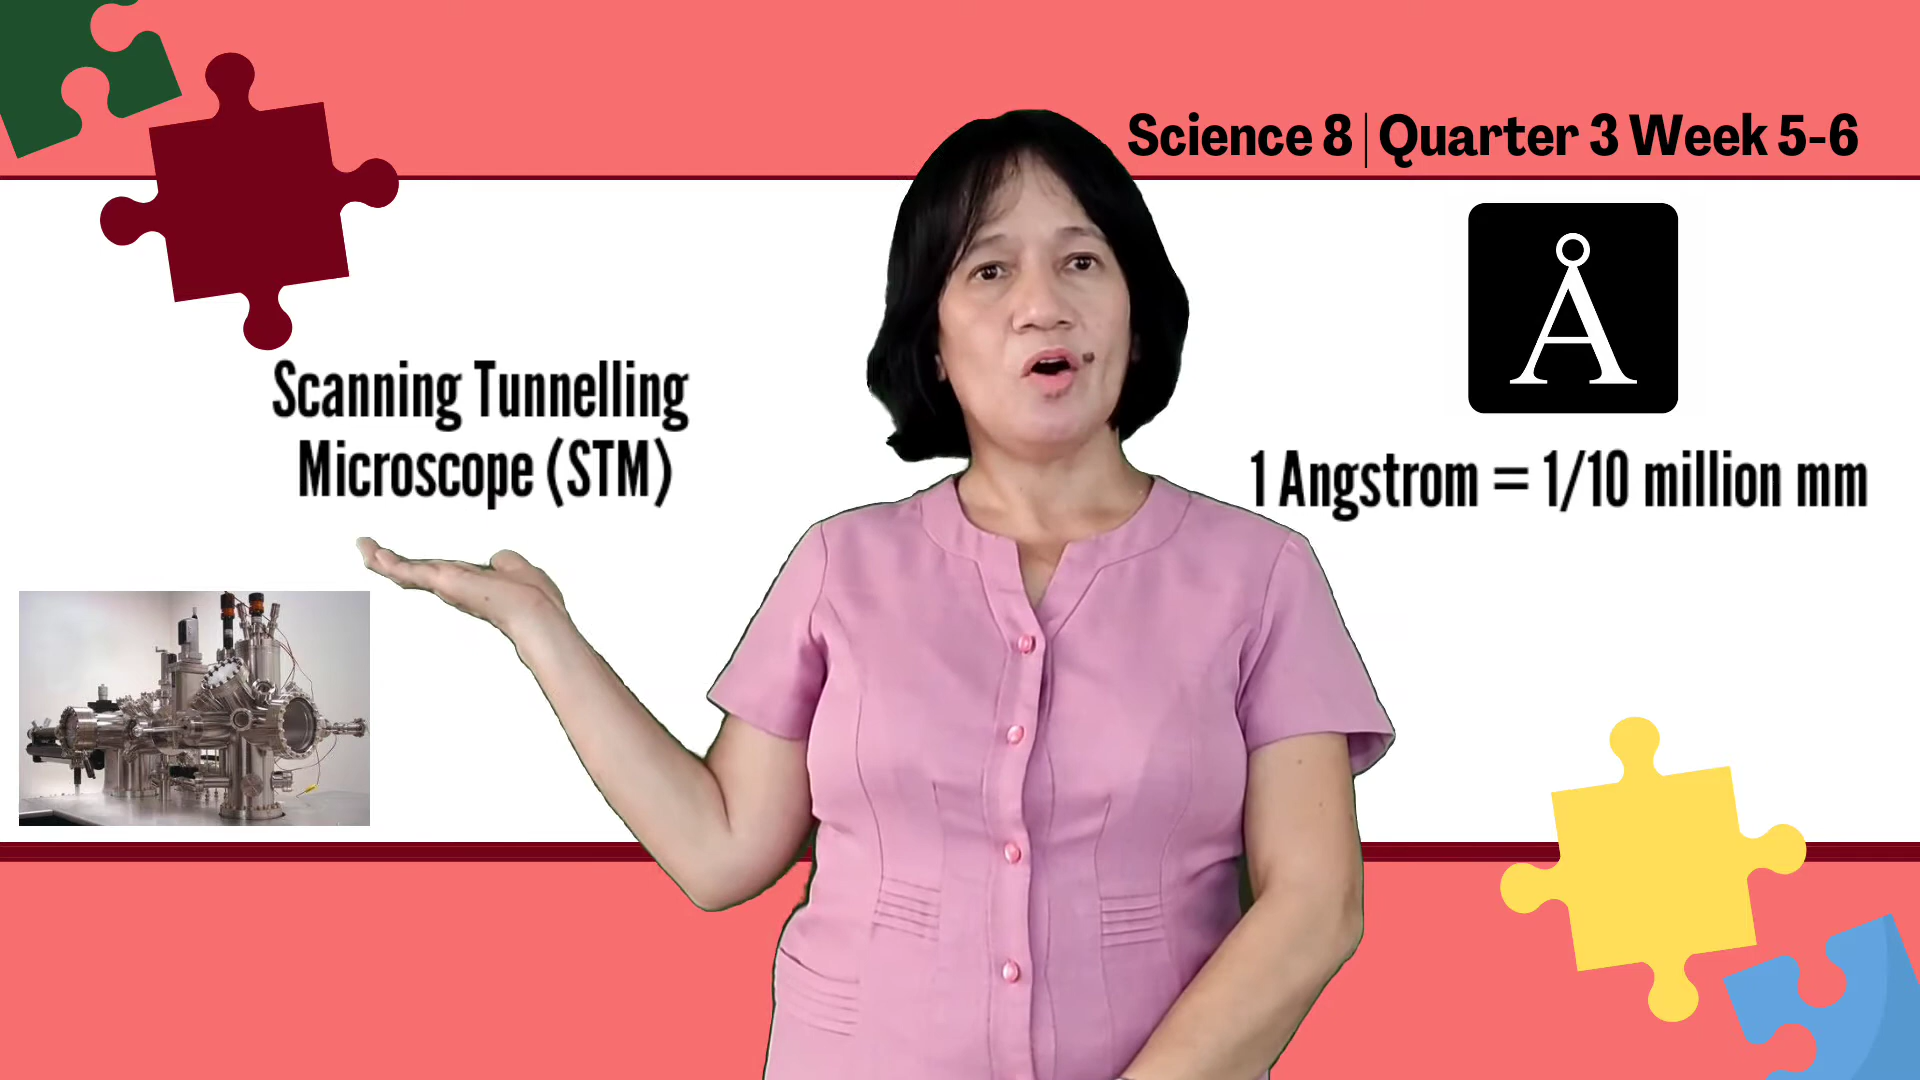 Science 8 | Quarter 3 Week 5-6
Scanning Tunnelling
Microscope (STM)
Å
1 Angstrom = 1/10 million mm